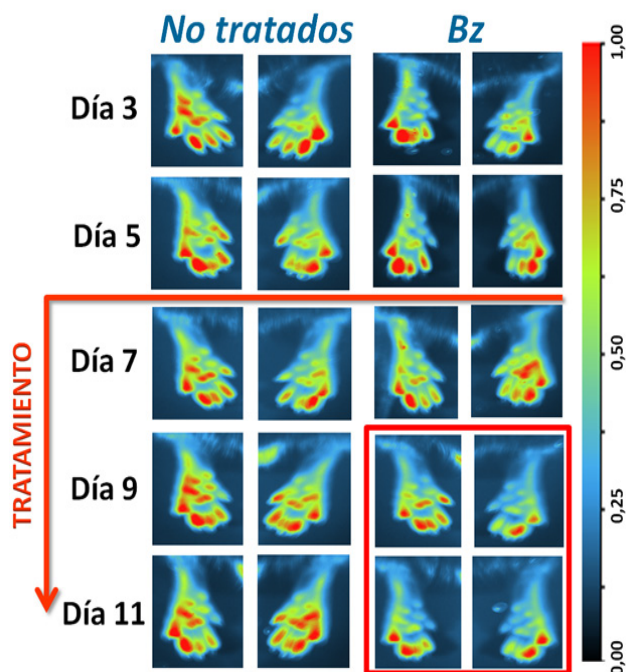 No tratados Bz
Día 3
Día 5
Día 7
Día 9
Día 11
TRATAMIENTO
1,00
0,75
0,50
0,25
0,00